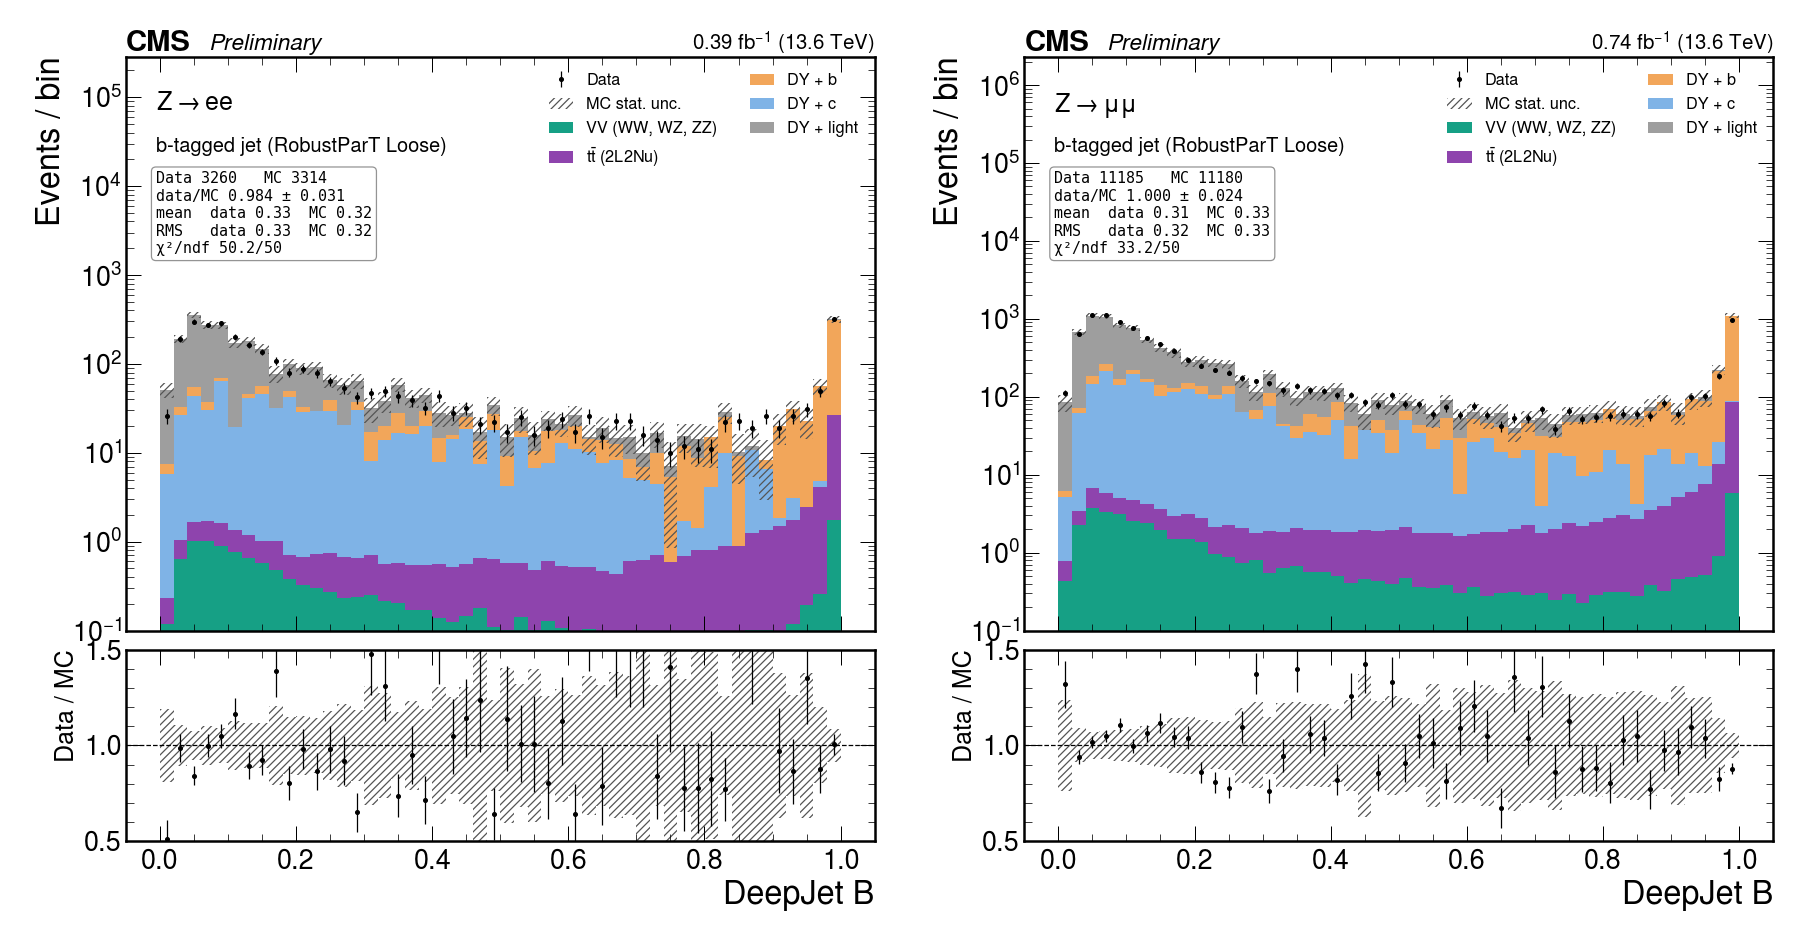 CMS Preliminary 0.39 fb⁻¹ (13.6 TeV)
Events / bin
Z → ee
b-tagged jet (RobustParT Loose)
Data 3260   MC 3314
data/MC 0.984 ± 0.031
mean  data 0.33  MC 0.32
RMS   data 0.33  MC 0.32
χ²/ndf 50.2/50
Data
MC stat. unc.
VV (WW, WZ, ZZ)
tt̄ (2L2Nu)
DY + b
DY + c
DY + light
10⁵
10⁴
10³
10²
10¹
10⁰
10⁻¹
Data / MC
1.5
1.0
0.5
0.0 0.2 0.4 0.6 0.8 1.0
DeepJet B
CMS Preliminary 0.74 fb⁻¹ (13.6 TeV)
Events / bin
Z → μμ
b-tagged jet (RobustParT Loose)
Data 11185   MC 11180
data/MC 1.000 ± 0.024
mean  data 0.31  MC 0.33
RMS   data 0.32  MC 0.33
χ²/ndf 33.2/50
Data
MC stat. unc.
VV (WW, WZ, ZZ)
tt̄ (2L2Nu)
DY + b
DY + c
DY + light
10⁶
10⁵
10⁴
10³
10²
10¹
10⁰
10⁻¹
Data / MC
1.5
1.0
0.5
0.0 0.2 0.4 0.6 0.8 1.0
DeepJet B